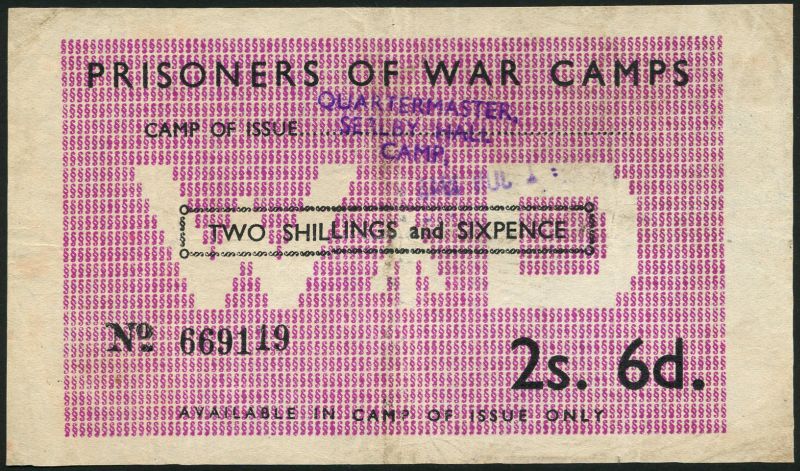 PRISONERS OF WAR CAMPS
CAMP OF ISSUE
QUARTERMASTER,
HALL
CAMP,
W D
TWO SHILLINGS and SIXPENCE
No. 669119
2s. 6d.
AVAILABLE IN CAMP OF ISSUE ONLY